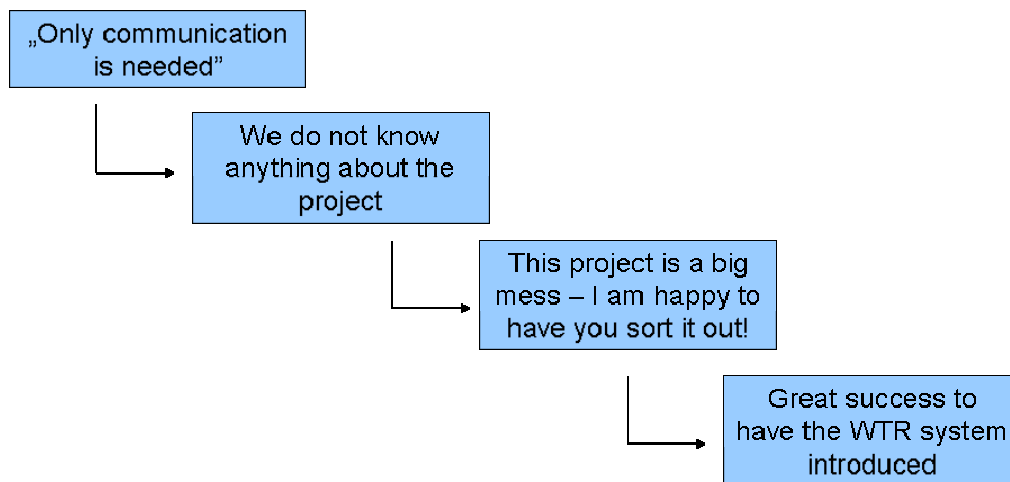 „Only communication
is needed”
We do not know
anything about the
project
This project is a big
mess – I am happy to
have you sort it out!
Great success to
have the WTR system
introduced